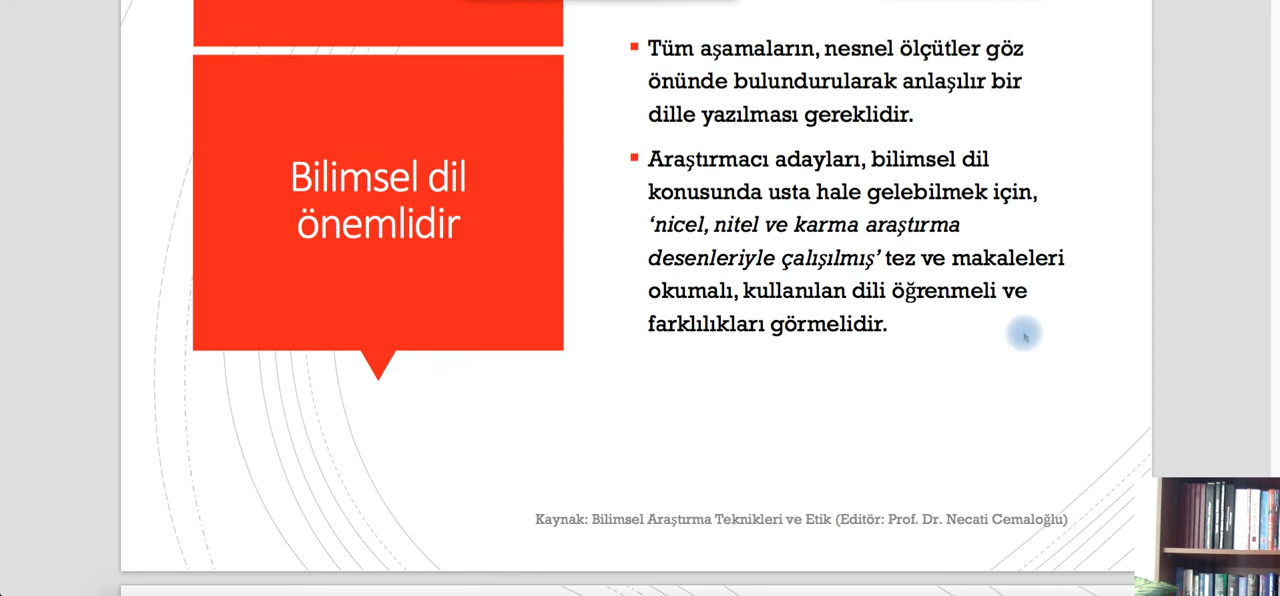 Bilimsel dil
önemlidir
Tüm aşamaların, nesnel ölçütler göz
önünde bulundurularak anlaşılır bir
dille yazılması gereklidir.
Araştırmacı adayları, bilimsel dil
konusunda usta hale gelebilmek için,
‘nicel, nitel ve karma araştırma
desenleriyle çalışılmış’ tez ve makaleleri
okumalı, kullanılan dili öğrenmeli ve
farklılıkları görmelidir.
Kaynak: Bilimsel Araştırma Teknikleri ve Etik (Editör: Prof. Dr. Necati Cemaloğlu)